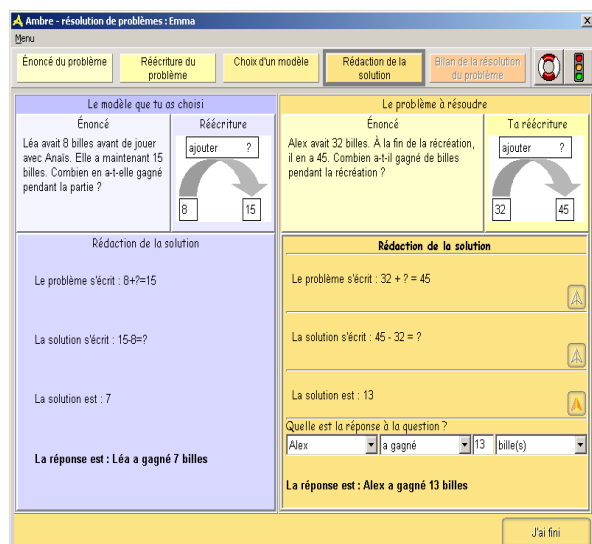 Ambre - résolution de problèmes : Emma
Menu
Énoncé du problème
Réécriture du
problème
Choix d'un modèle
Rédaction de la
solution
Bilan de la résolution
du problème
Le modèle que tu as choisi
Énoncé
Léa avait 8 billes avant de jouer
avec Anaïs. Elle a maintenant 15
billes. Combien en a-t-elle gagné
pendant la partie ?
Réécriture
ajouter ?
8 15
Rédaction de la solution
Le problème s'écrit : 8+?=15
La solution s'écrit : 15-8=?
La solution est : 7
La réponse est : Léa a gagné 7 billes
Le problème à résoudre
Énoncé
Alex avait 32 billes. À la fin de la récréation,
il en a 45. Combien a-t-il gagné de billes
pendant la récréation ?
Ta réécriture
ajouter ?
32 45
Rédaction de la solution
Le problème s'écrit : 32 + ? = 45
La solution s'écrit : 45 - 32 = ?
La solution est : 13
Quelle est la réponse à la question ?
Alex a gagné 13 bille(s)
La réponse est : Alex a gagné 13 billes
J'ai fini